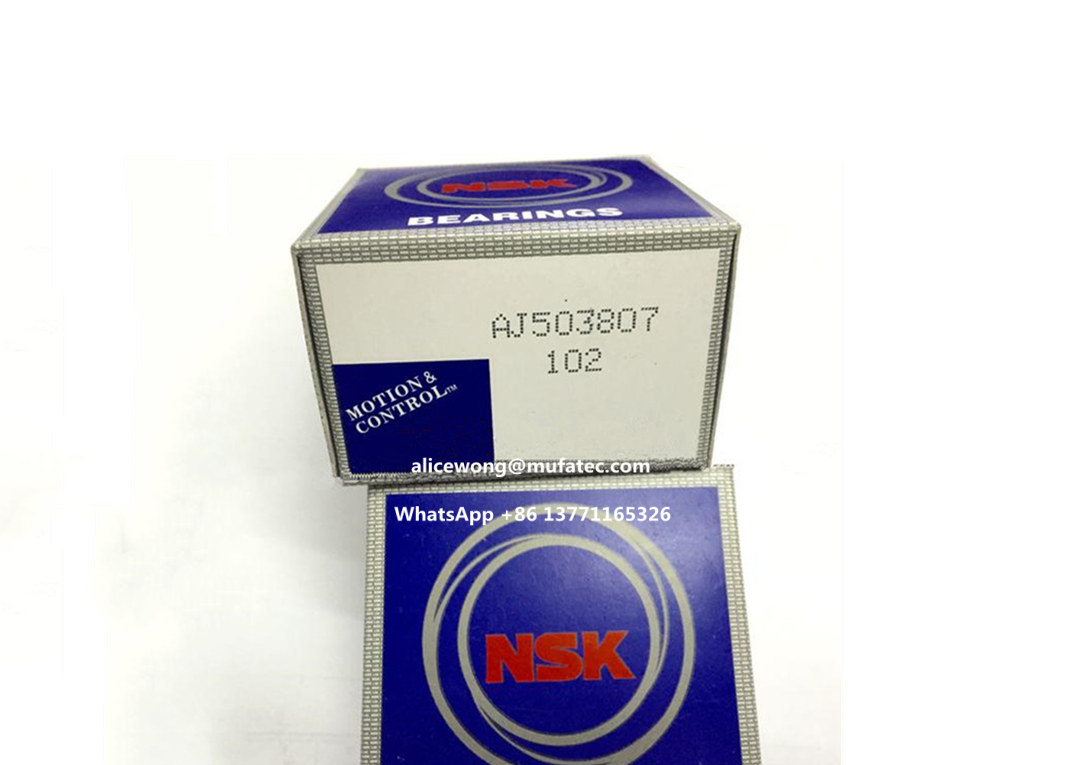 NSK
BEARINGS
AJ503807
102
MOTION &
CONTROL™
alicewong@mufatec.com
WhatsApp +86 13771165326
NSK